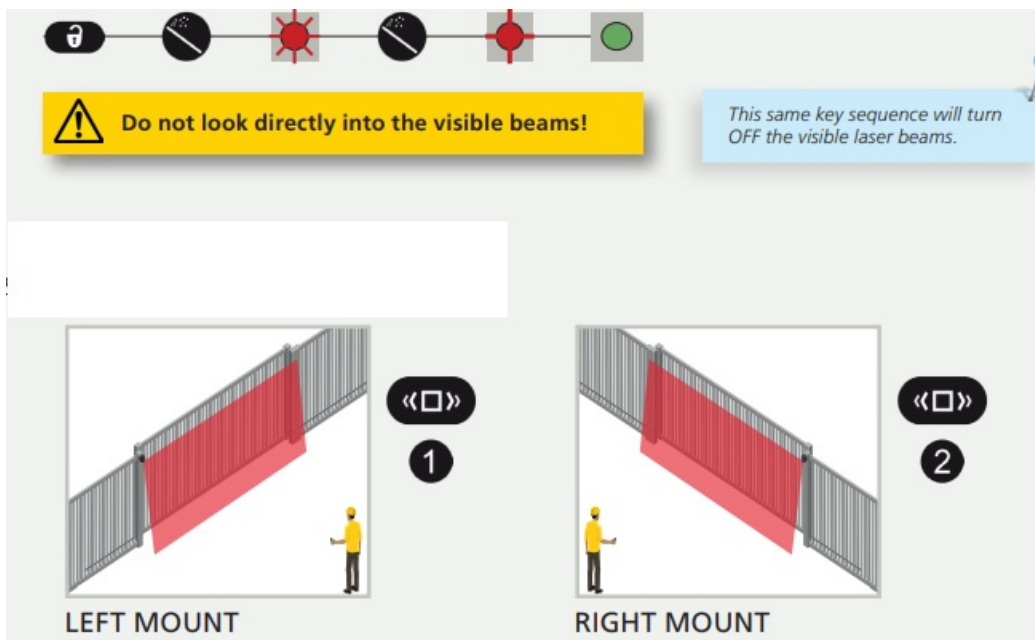 Do not look directly into the visible beams!
This same key sequence will turn
OFF the visible laser beams.
1
2
LEFT MOUNT
RIGHT MOUNT